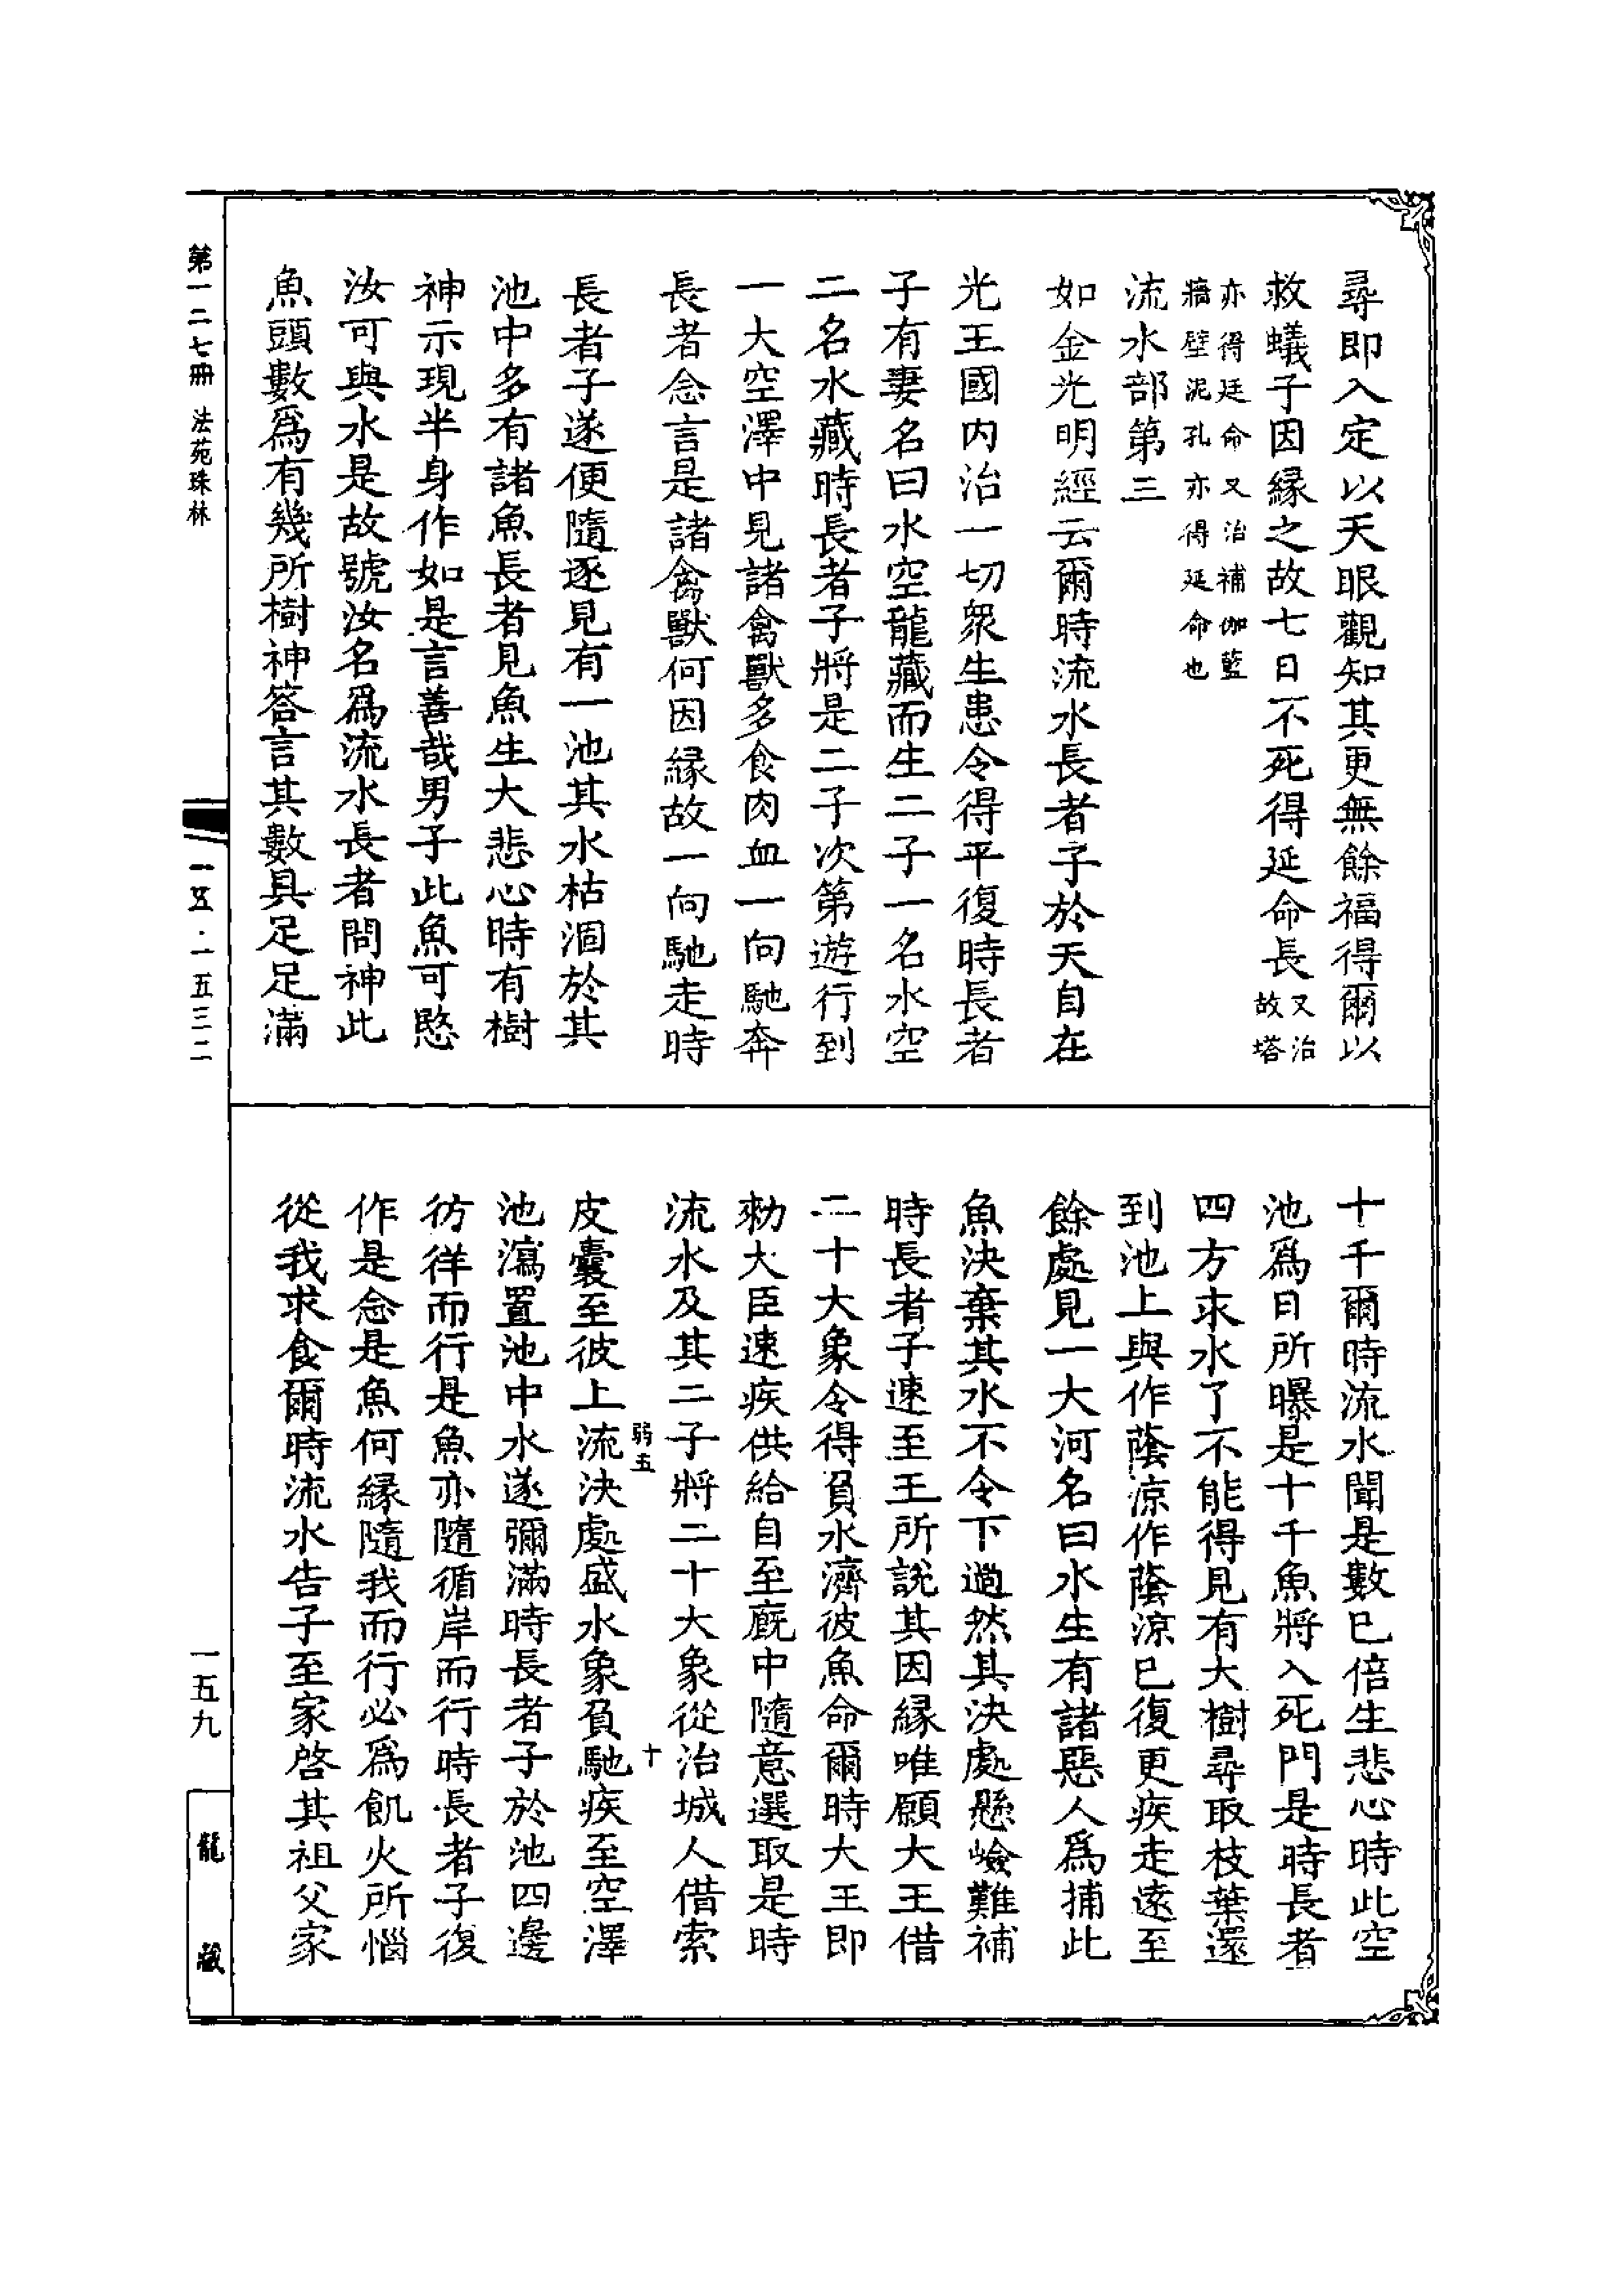 尋即入定以天眼觀知其更無餘福得爾以
救蟻子因緣之故七日不死得延命長又治故塔
亦得延命又治補伽藍
牆壁泥孔亦得延命也
流水部第三
如金光明經云爾時流水長者子於天自在
光王國內治一切眾生患令得平復時長者
子有妻名曰水空龍藏而生二子一名水空
二名水藏時長者子將是二子次第遊行到
一大空澤中見諸禽獸多食肉血一向馳奔
長者念言是諸禽獸何因緣故一向馳走時
長者子遂便隨逐見有一池其水枯涸於其
池中多有諸魚長者見魚生大悲心時有樹
神示現半身作如是言善哉男子此魚可愍
汝可與水是故號汝名為流水長者問神此
魚頭數為有幾所樹神答言其數具足足滿
十千爾時流水聞是數已倍生悲心時此空
池為日所曝是十千魚將入死門是時長者
四方求水了不能得見有大樹尋取枝葉還
到池上與作蔭涼作蔭涼已復更疾走遠至
餘處見一大河名曰水生有諸惡人為捕此
魚決棄其水不令下過然其決處懸嶮難補
時長者子速至王所說其因緣唯願大王借
二十大象令得負水濟彼魚命爾時大王即
勑大臣速疾供給自至廐中隨意選取是時
流水及其二子將二十大象從治城人借索
弱五
十
皮囊至彼上流決處盛水象負馳疾至空澤
池瀉置池中水遂彌滿時長者子於池四邊
彷徉而行是魚亦隨循岸而行時長者子復
作是念是魚何緣隨我而行必為飢火所惱
從我求食爾時流水告子至家啓其祖父家
第一二七冊 法苑珠林
一五·一五三二
一五九
龍藏